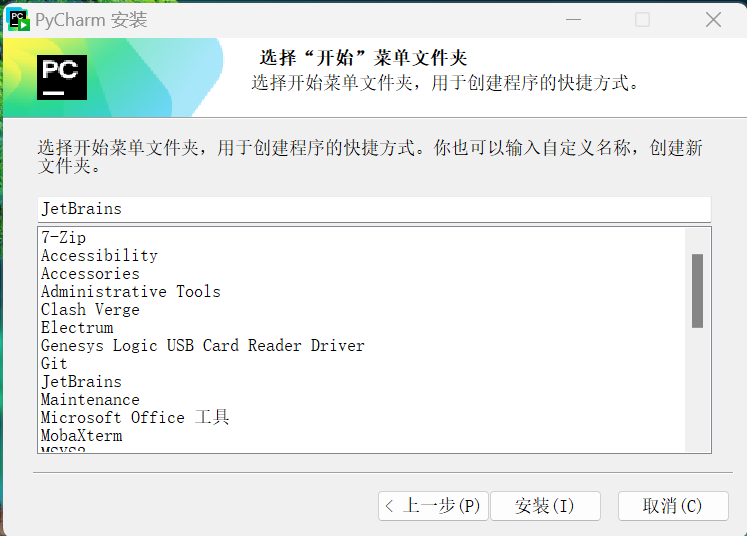 PyCharm 安装
PC
选择“开始”菜单文件夹
选择开始菜单文件夹，用于创建程序的快捷方式。
选择开始菜单文件夹，用于创建程序的快捷方式。你也可以输入自定义名称，创建新
文件夹。
JetBrains
7-Zip
Accessibility
Accessories
Administrative Tools
Clash Verge
Electrum
Genesys Logic USB Card Reader Driver
Git
JetBrains
Maintenance
Microsoft Office 工具
MobaXterm
MSYS2
< 上一步(P) 安装(I) 取消(C)